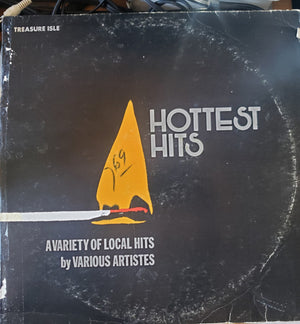 TREASURE ISLE
HOTTEST
HITS
A VARIETY OF LOCAL HITS
by VARIOUS ARTISTES